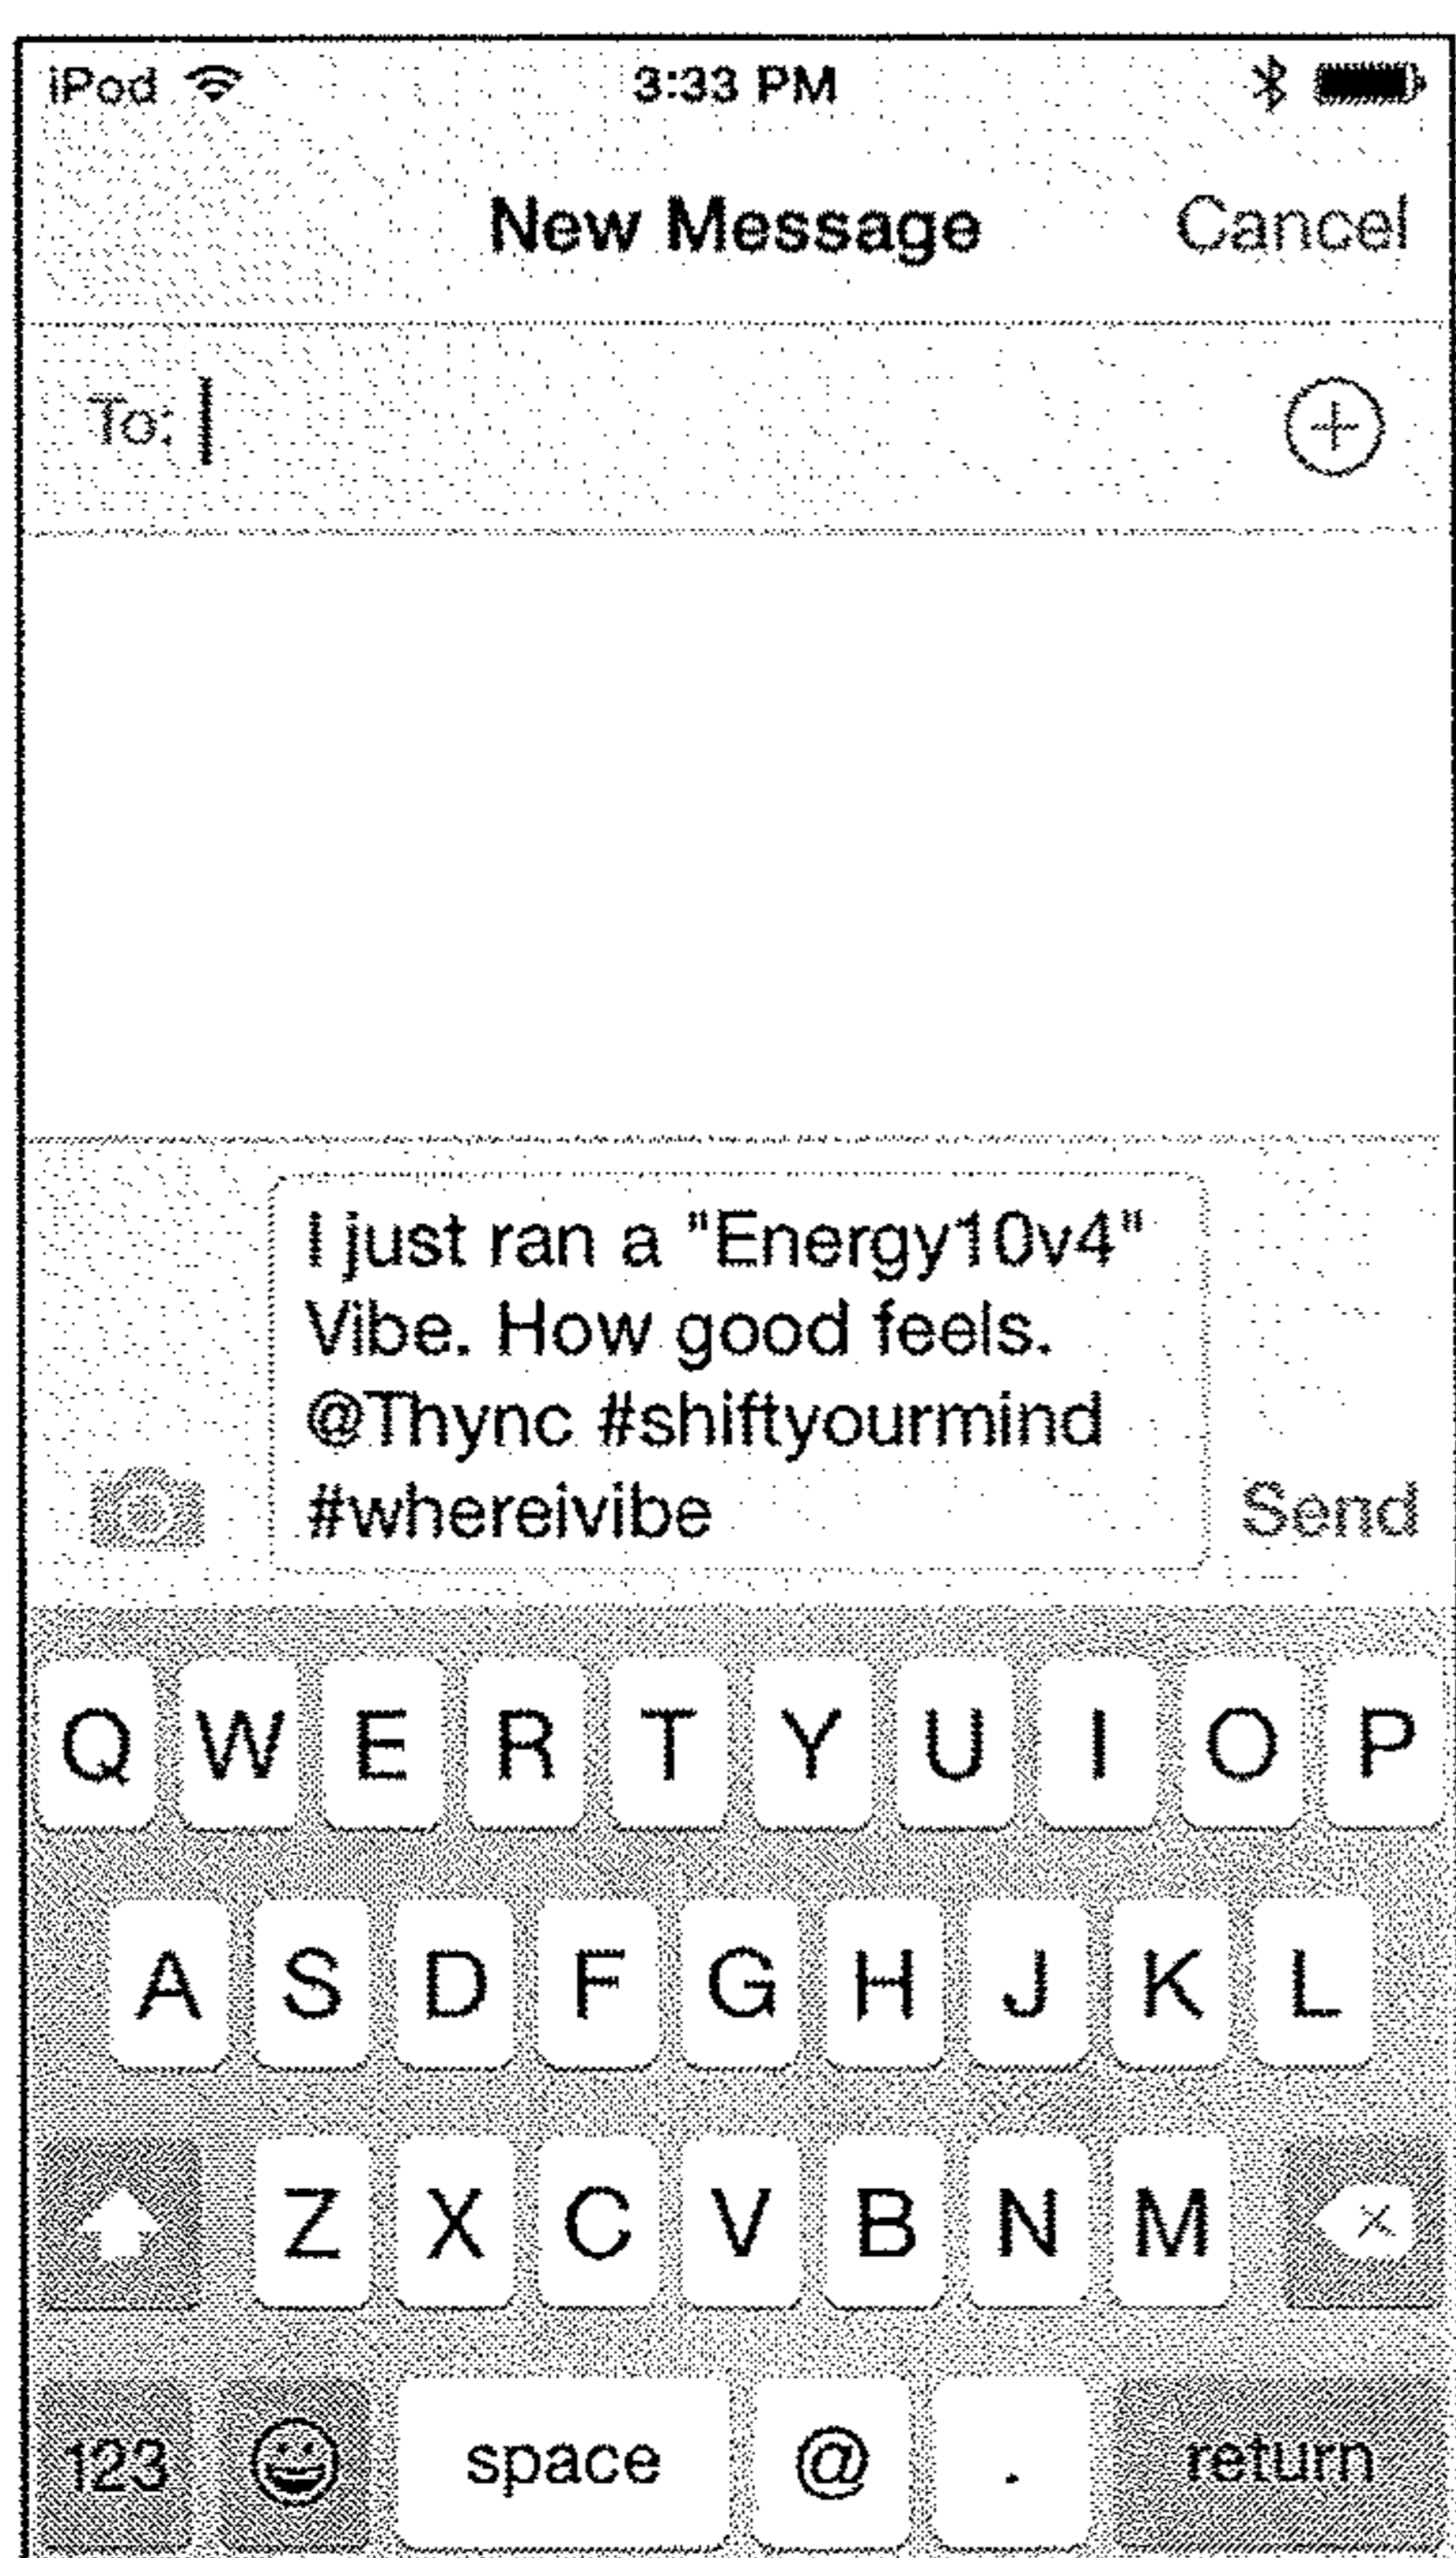 iPod 3:33 PM
New Message Cancel
To:
I just ran a "Energy10v4"
Vibe. How good feels.
@Thync #shiftyourmind
#whereivibe
Send
Q W E R T Y U I O P
A S D F G H J K L
Z X C V B N M
123 space @ . return